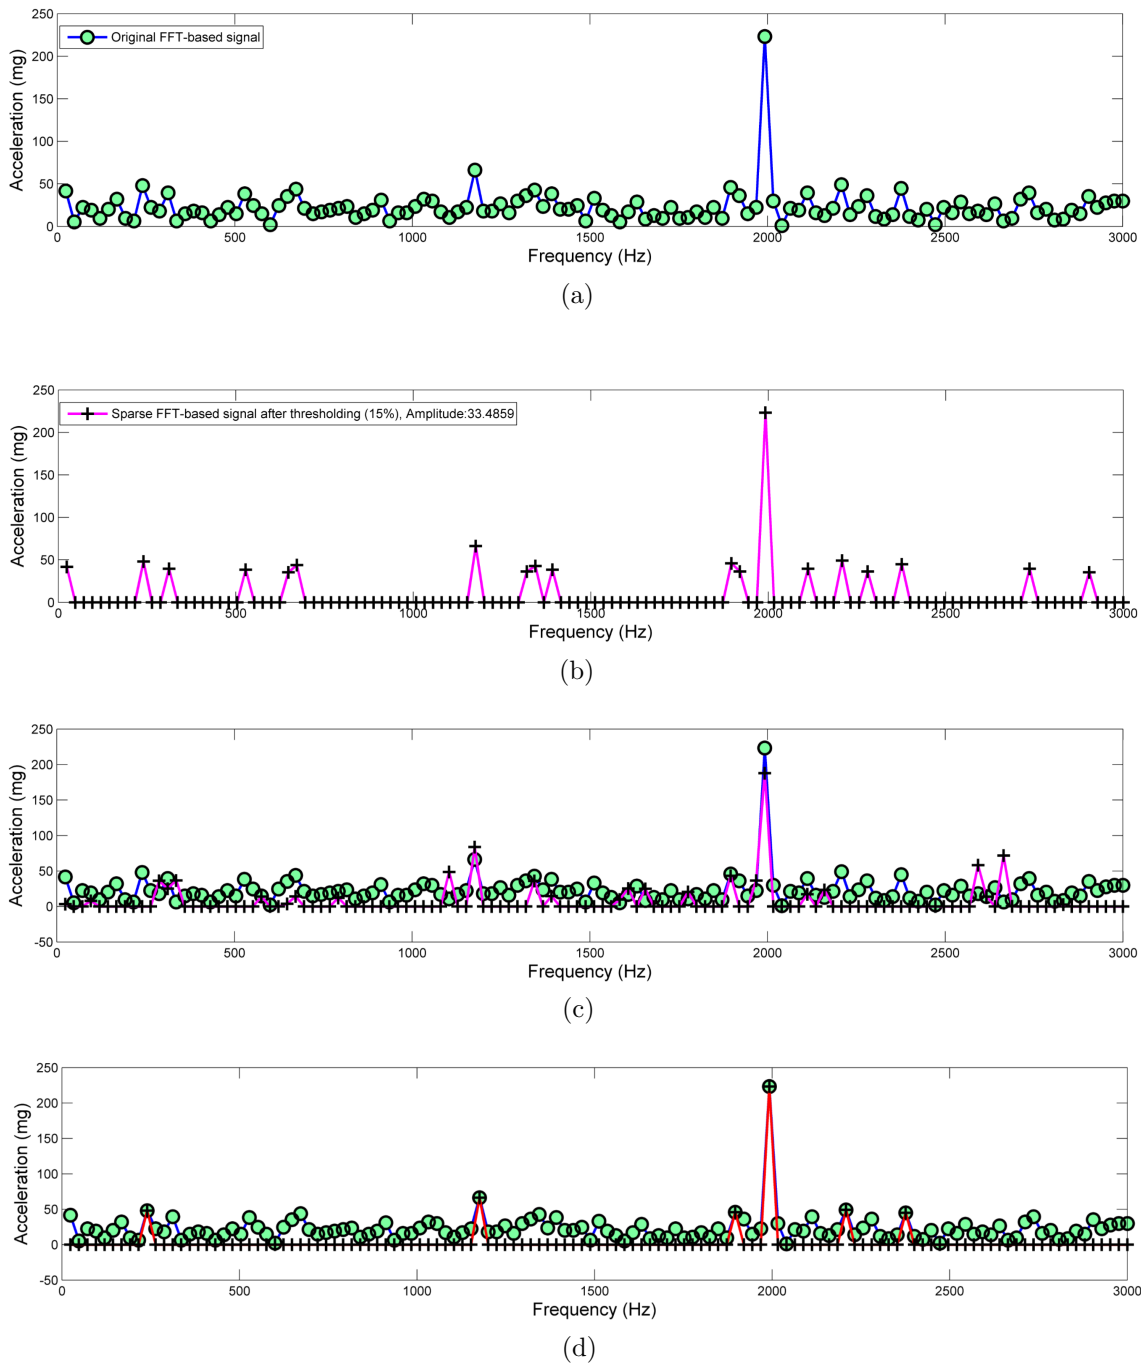 250
200
150
100
50
0
Acceleration (mg)
Original FFT-based signal
0 500 1000 1500 2000 2500 3000
Frequency (Hz)
(a)
250
200
150
100
50
0
Acceleration (mg)
Sparse FFT-based signal after thresholding (15%), Amplitude:33.4859
0 500 1000 1500 2000 2500 3000
Frequency (Hz)
(b)
250
200
150
100
50
0
-50
Acceleration (mg)
0 500 1000 1500 2000 2500 3000
Frequency (Hz)
(c)
250
200
150
100
50
0
-50
Acceleration (mg)
0 500 1000 1500 2000 2500 3000
Frequency (Hz)
(d)